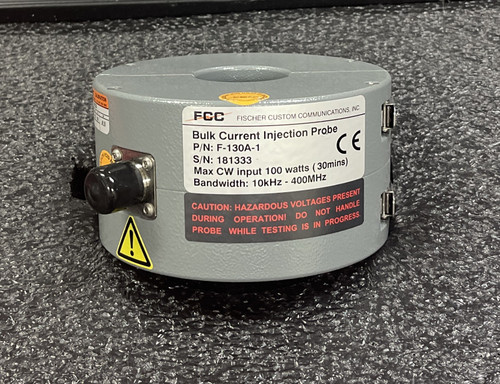 FCC FISCHER CUSTOM COMMUNICATIONS, INC
Bulk Current Injection Probe
P/N: F-130A-1
S/N: 181333
Max CW input 100 watts (30mins)
Bandwidth: 10kHz - 400MHz
CE
CAUTION: HAZARDOUS VOLTAGES PRESENT
DURING OPERATION! DO NOT HANDLE
PROBE WHILE TESTING IS IN PROGRESS.